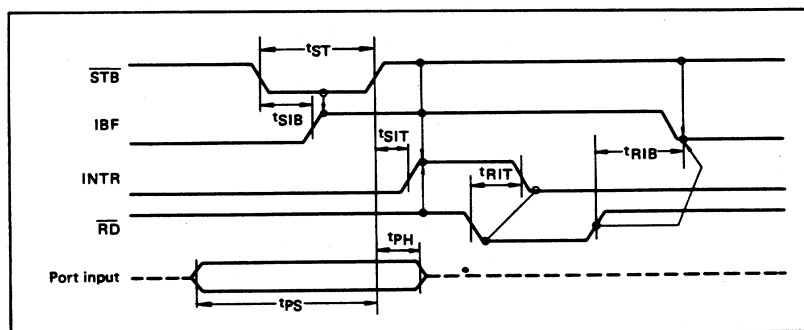 tST
STB
tSIB
IBF
tSIT
tRIB
INTR
tRIT
RD
tPH
Port input
tPS